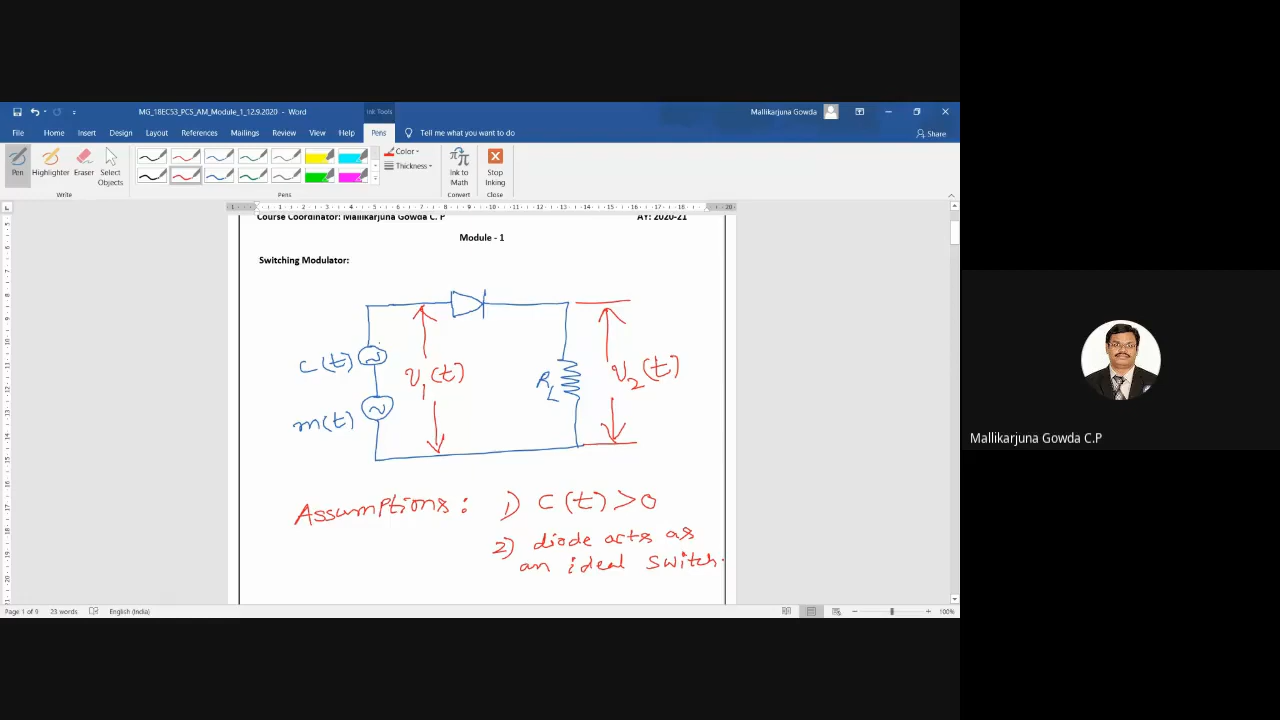 MG_18EC53_PCS_AM_Module_1_12.9.2020 - Word
Ink Tools
Mallikarjuna Gowda
File Home Insert Design Layout References Mailings Review View Help Pens Tell me what you want to do
Share
Pen Highlighter Eraser Select Objects
Color
Thickness
Ink to Math
Stop Inking
Write Pens Convert Close
Course Coordinator: Mallikarjuna Gowda C. P AY: 2020-21
Module - 1
Switching Modulator:
c(t)
v1(t)
RL
v2(t)
m(t)
Assumptions: 1) c(t)>0
2) diode acts as
an ideal switch.
Page 1 of 9 23 words English (India) 100%
Mallikarjuna Gowda C.P